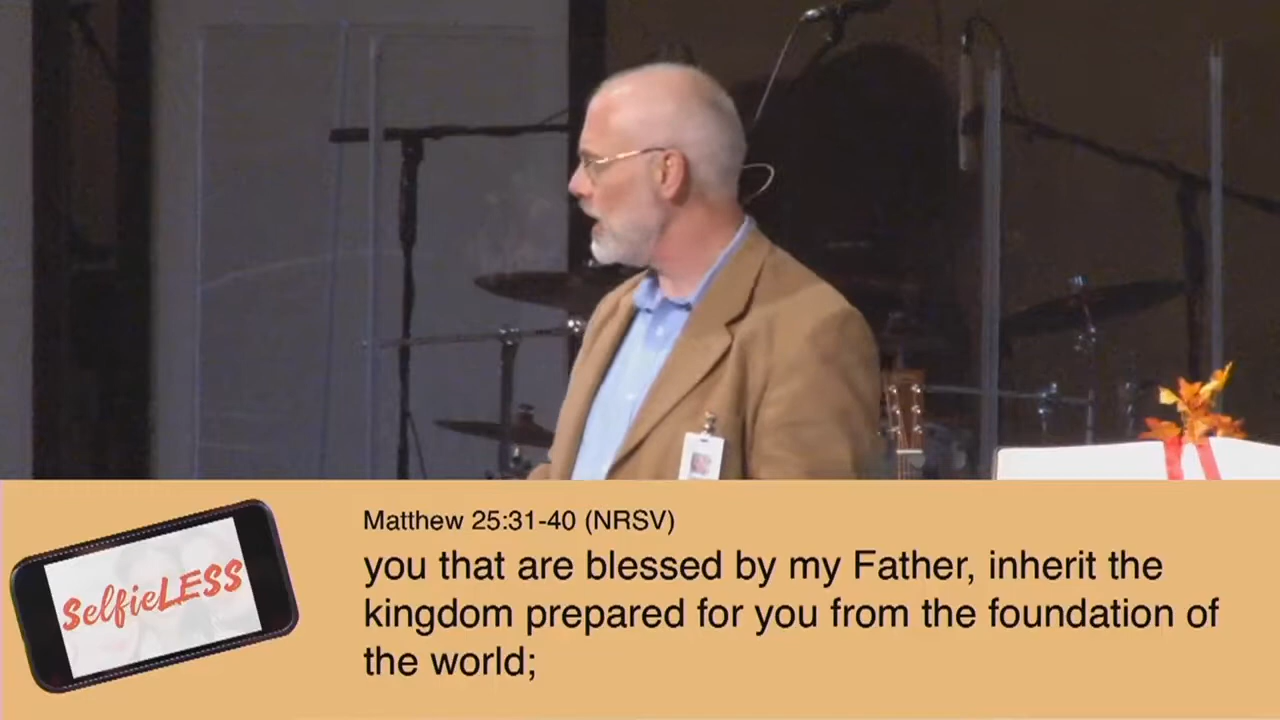 Matthew 25:31-40 (NRSV)
you that are blessed by my Father, inherit the
kingdom prepared for you from the foundation of
the world;
SelfieLESS